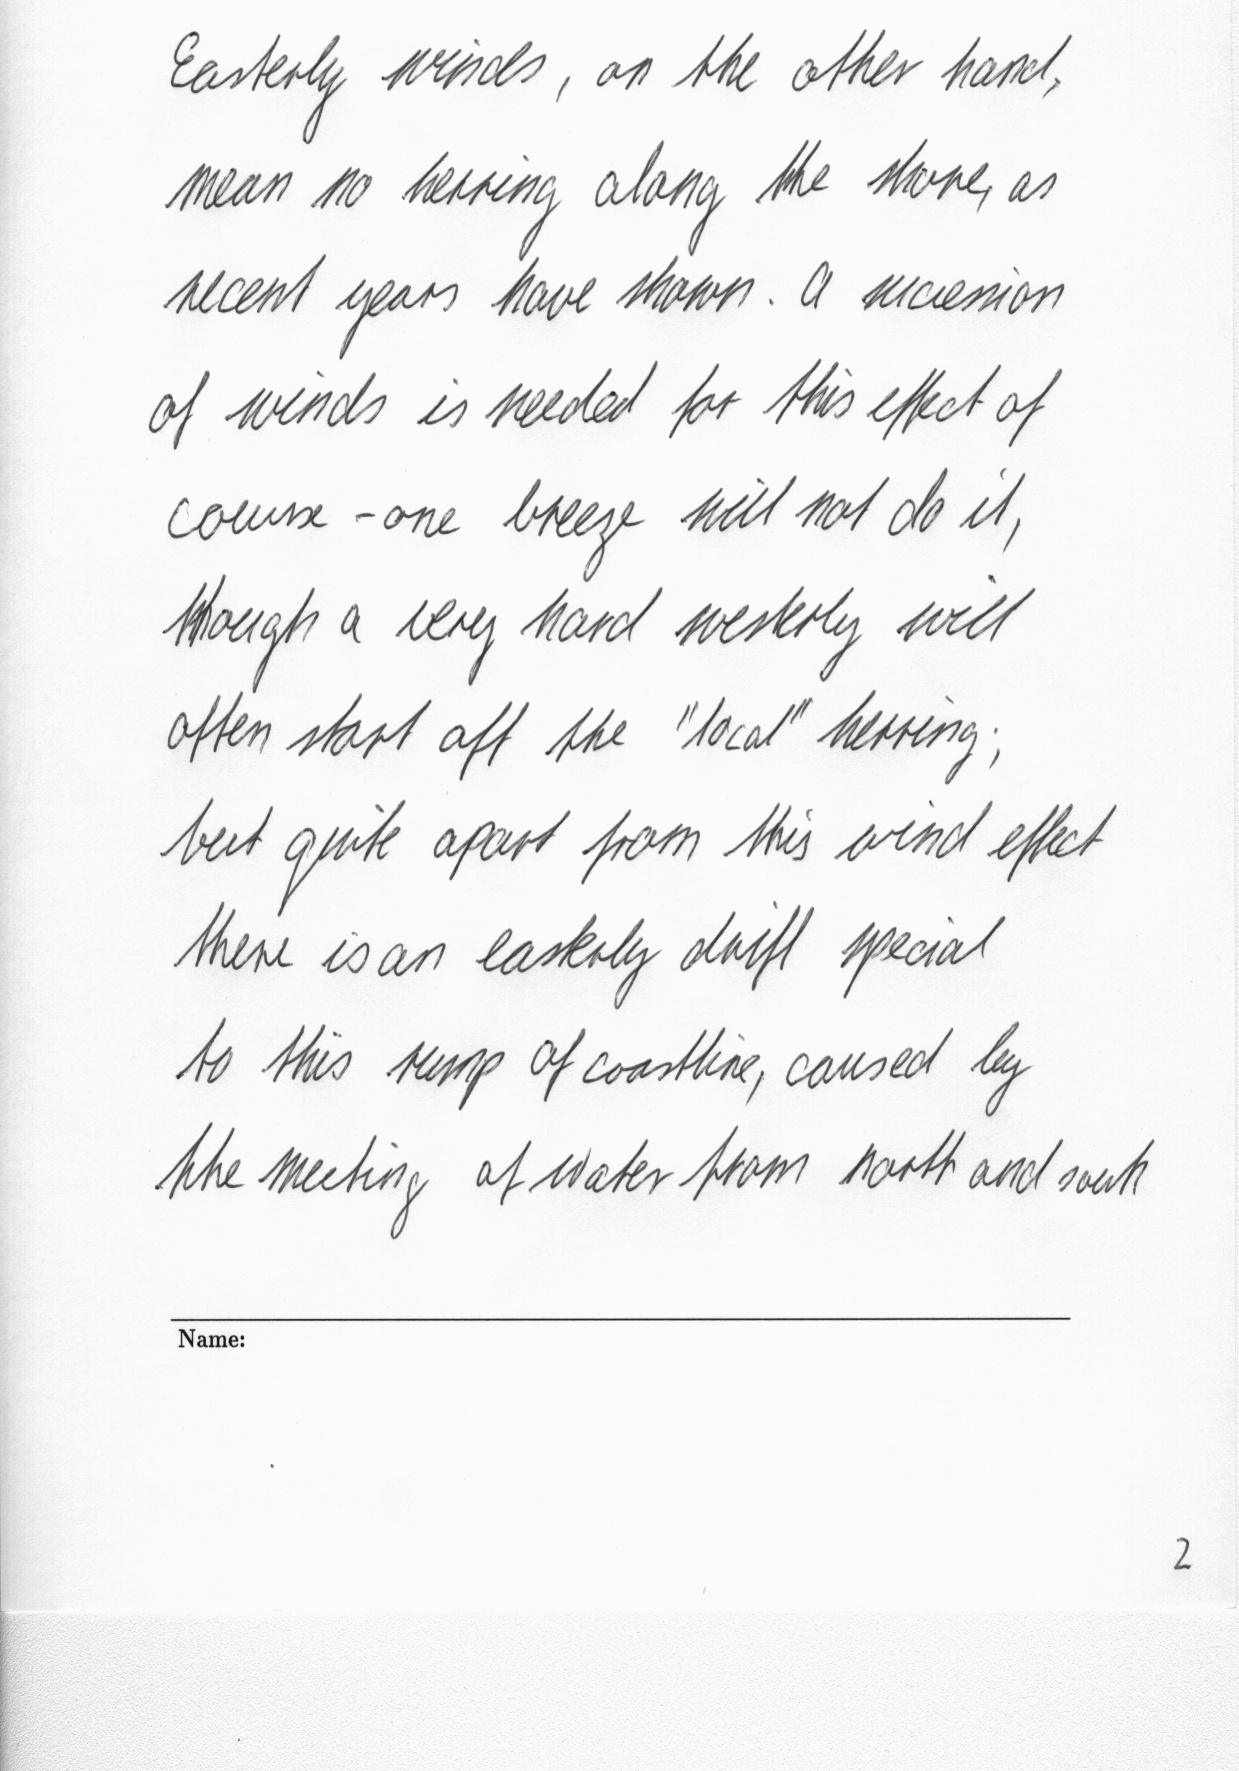 Easterly winds, on the other hand,
mean no herring along the shore, as
recent years have shown. A succession
of winds is needed for this effect of
course - one breeze will not do it,
though a very hard westerly will
often start off the "local" herring;
but quite apart from this wind effect
there is an easterly drift special
to this rump of coastline, caused by
the meeting of water from north and south
Name:
2